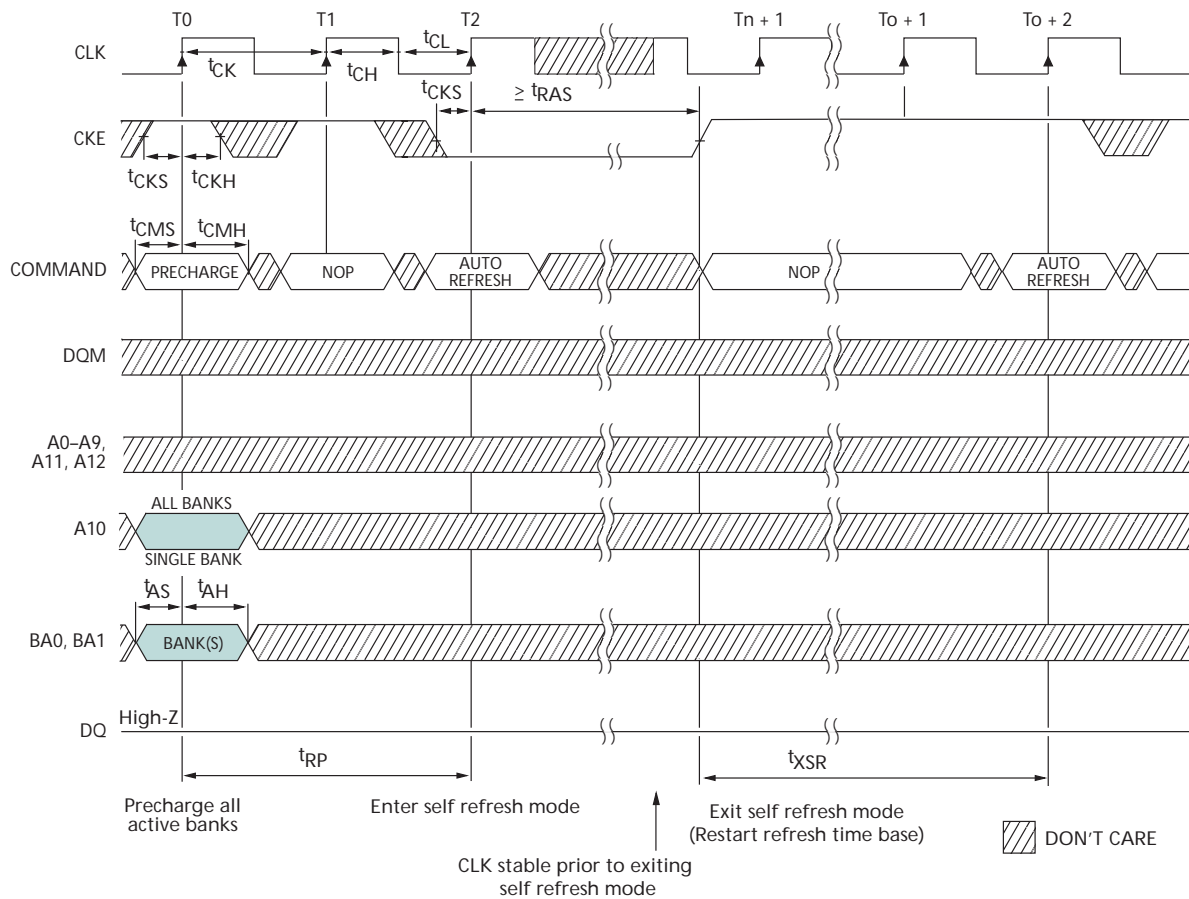 T0 T1 T2 Tn + 1 To + 1 To + 2
CLK
tCK
tCH
tCL
tCKS
≥ tRAS
CKE
tCKS
tCKH
tCMS
tCMH
COMMAND
PRECHARGE
NOP
AUTO
REFRESH
NOP
AUTO
REFRESH
DQM
A0–A9,
A11, A12
ALL BANKS
A10
SINGLE BANK
tAS
tAH
BA0, BA1
BANK(S)
High-Z
DQ
tRP
tXSR
Precharge all
active banks
Enter self refresh mode
CLK stable prior to exiting
self refresh mode
Exit self refresh mode
(Restart refresh time base)
DON'T CARE